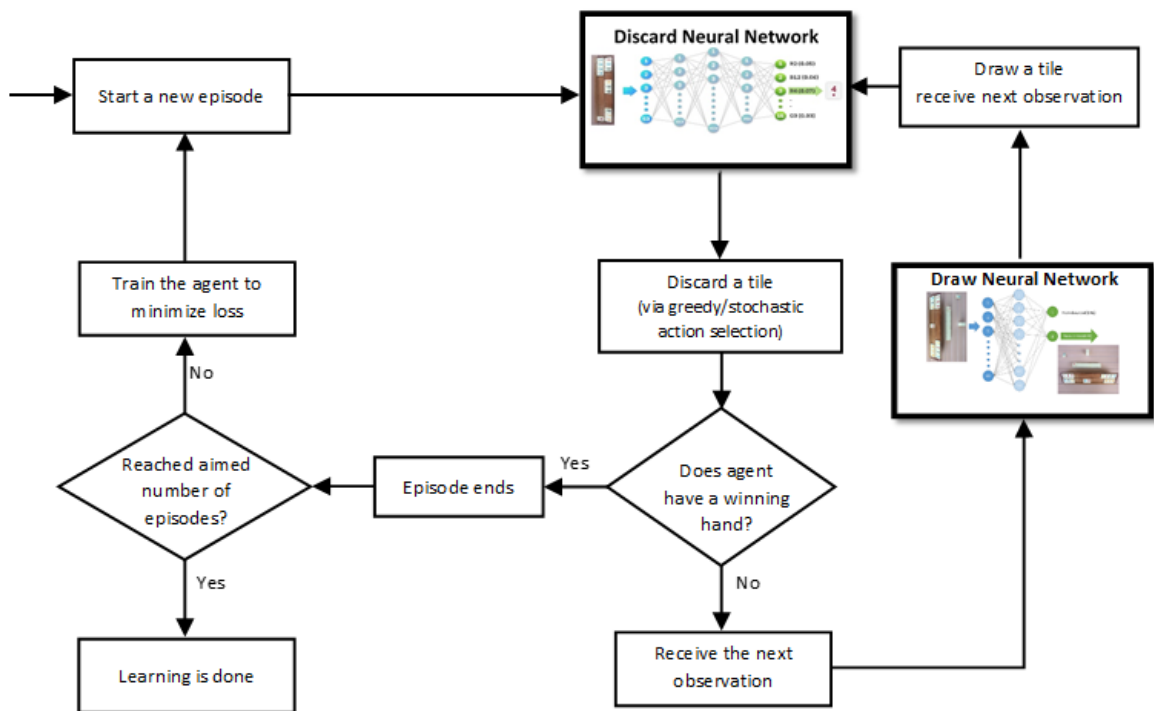 Discard Neural Network
Start a new episode
Draw a tile
receive next observation
Train the agent to
minimize loss
Discard a tile
(via greedy/stochastic
action selection)
Draw Neural Network
No
Reached aimed
number of
episodes?
Episode ends
Yes
Does agent
have a winning
hand?
Yes
No
Learning is done
Receive the next
observation